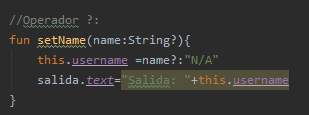 //Operador ?:
fun setName(name:String?){
this.username =name?:"N/A"
salida.text="Salida: "+this.username
}